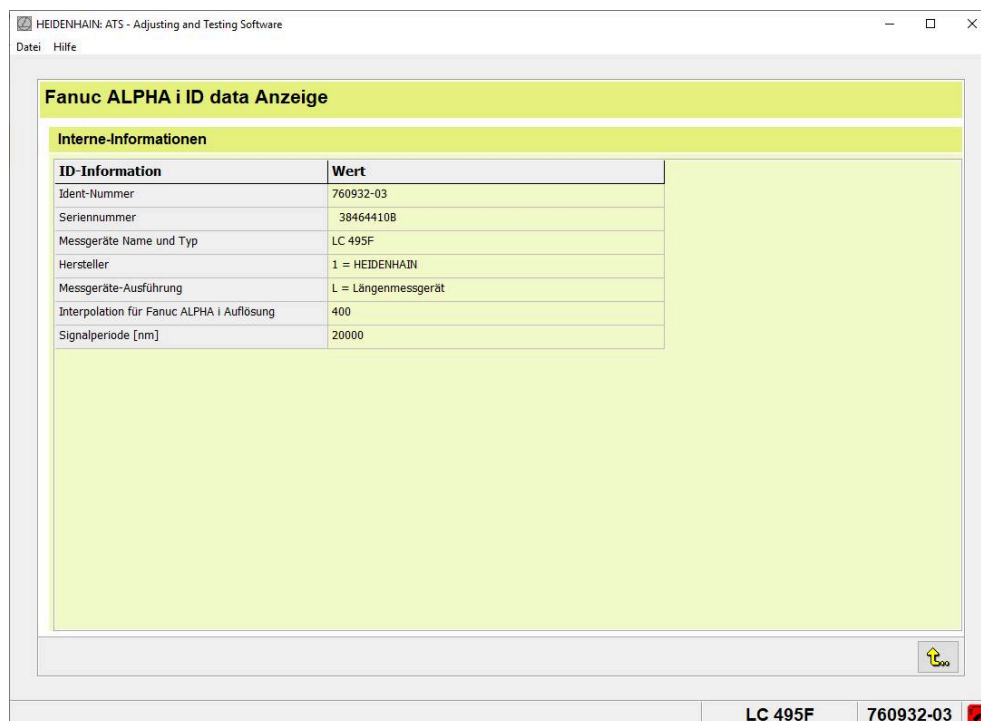 HEIDENHAIN: ATS - Adjusting and Testing Software
Datei Hilfe
Fanuc ALPHA i ID data Anzeige
Interne-Informationen
ID-Information Wert
Ident-Nummer 760932-03
Seriennummer 38464410B
Messgeräte Name und Typ LC 495F
Hersteller 1 = HEIDENHAIN
Messgeräte-Ausführung L = Längenmessgerät
Interpolation für Fanuc ALPHA i Auflösung 400
Signalperiode [nm] 20000
LC 495F 760932-03